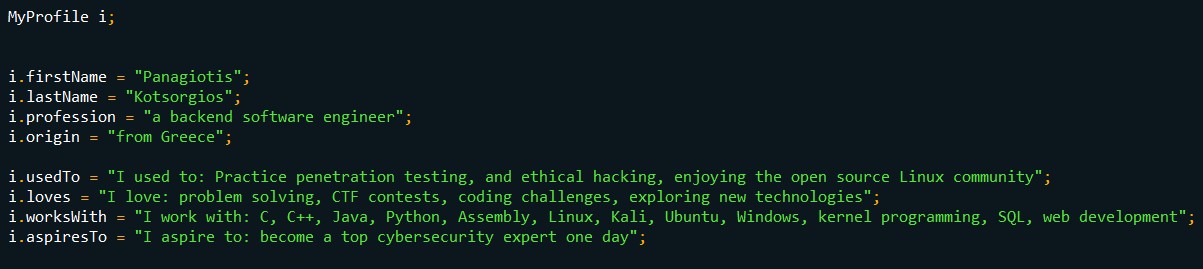 MyProfile i;
i.firstName = "Panagiotis";
i.lastName = "Kotsorgios";
i.profession = "a backend software engineer";
i.origin = "from Greece";
i.usedTo = "I used to: Practice penetration testing, and ethical hacking, enjoying the open source Linux community";
i.loves = "I love: problem solving, CTF contests, coding challenges, exploring new technologies";
i.worksWith = "I work with: C, C++, Java, Python, Assembly, Linux, Kali, Ubuntu, Windows, kernel programming, SQL, web development";
i.aspiresTo = "I aspire to: become a top cybersecurity expert one day";